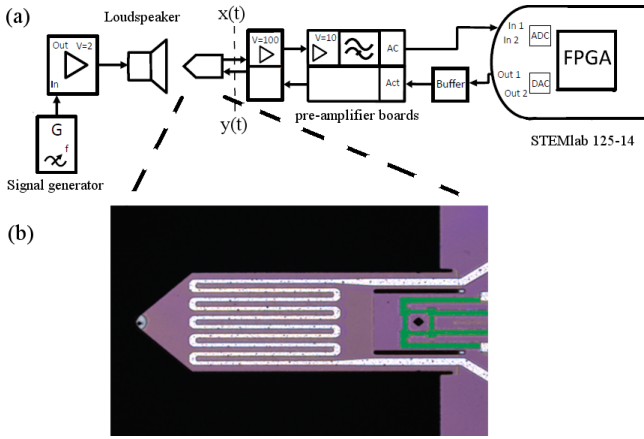 (a)
Loudspeaker
x(t)
Out
V=2
In
V=100
V=10
AC
In 1
In 2
ADC
FPGA
Act
Buffer
Out 1
Out 2
DAC
y(t)
pre-amplifier boards
STEMlab 125-14
G
f
Signal generator
(b)